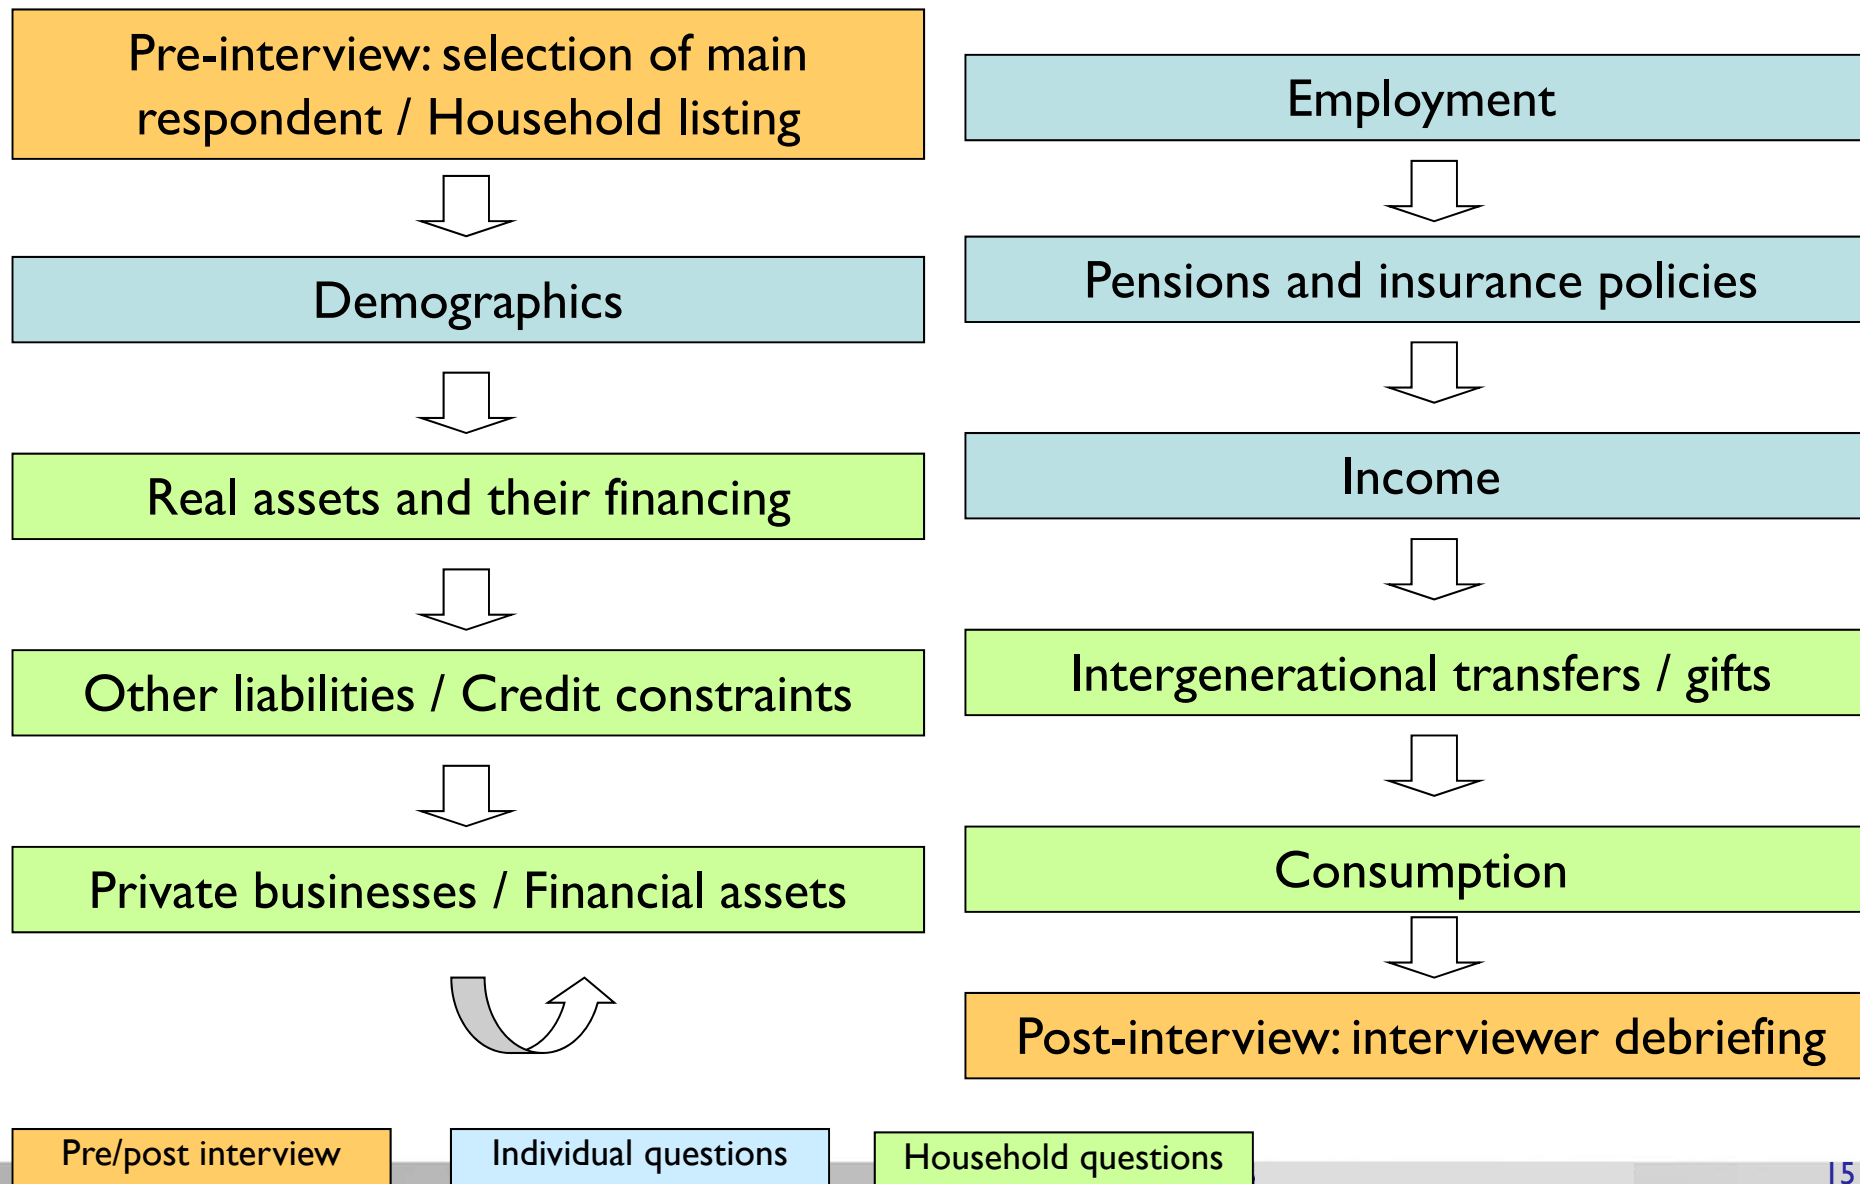 Pre-interview: selection of main
respondent / Household listing
Demographics
Real assets and their financing
Other liabilities / Credit constraints
Private businesses / Financial assets
Employment
Pensions and insurance policies
Income
Intergenerational transfers / gifts
Consumption
Post-interview: interviewer debriefing
Pre/post interview
Individual questions
Household questions
15